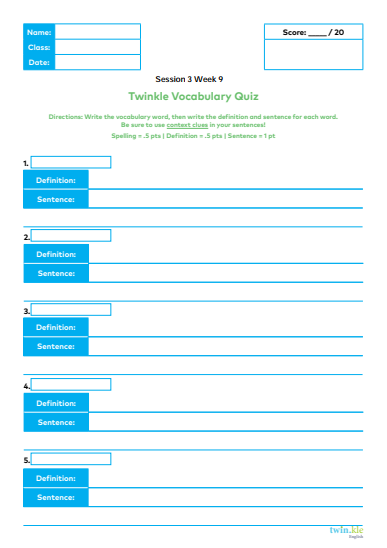 Name:
Score: ____ / 20
Class:
Date:
Session 3 Week 9
Twinkle Vocabulary Quiz
Directions: Write the vocabulary word, then write the definition and sentence for each word.
Be sure to use context clues in your sentences!
Spelling = .5 pts | Definition = .5 pts | Sentence = 1 pt
1.
Definition:
Sentence:
2.
Definition:
Sentence:
3.
Definition:
Sentence:
4.
Definition:
Sentence:
5.
Definition:
Sentence:
twin.kle
English